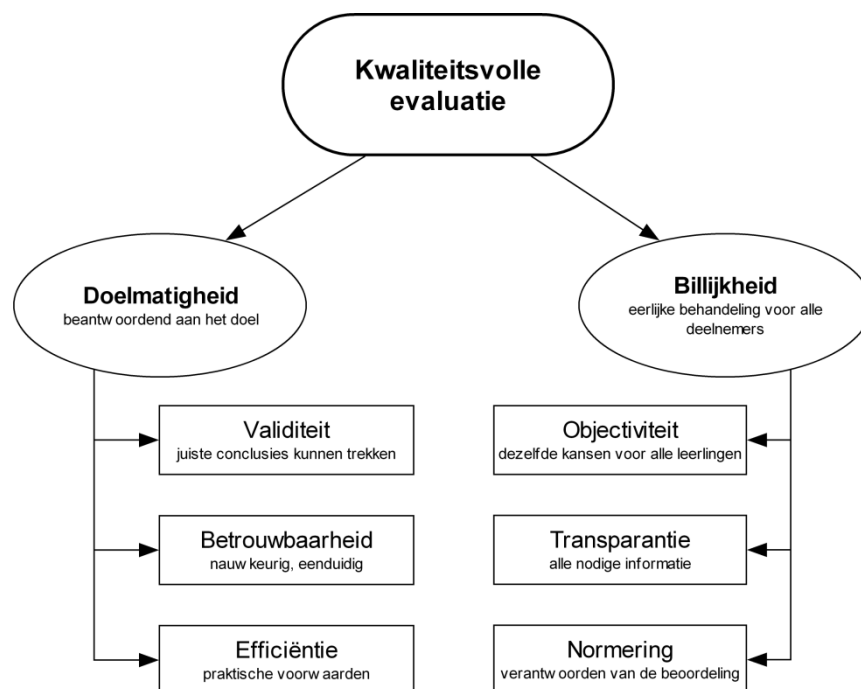 Kwaliteitsvolle
evaluatie
Doelmatigheid
beantwoordend aan het doel
Billijkheid
eerlijke behandeling voor alle
deelnemers
Validiteit
juiste conclusies kunnen trekken
Objectiviteit
dezelfde kansen voor alle leerlingen
Betrouwbaarheid
nauwkeurig, eenduidig
Transparantie
alle nodige informatie
Efficiëntie
praktische voorwaarden
Normering
verantwoorden van de beoordeling